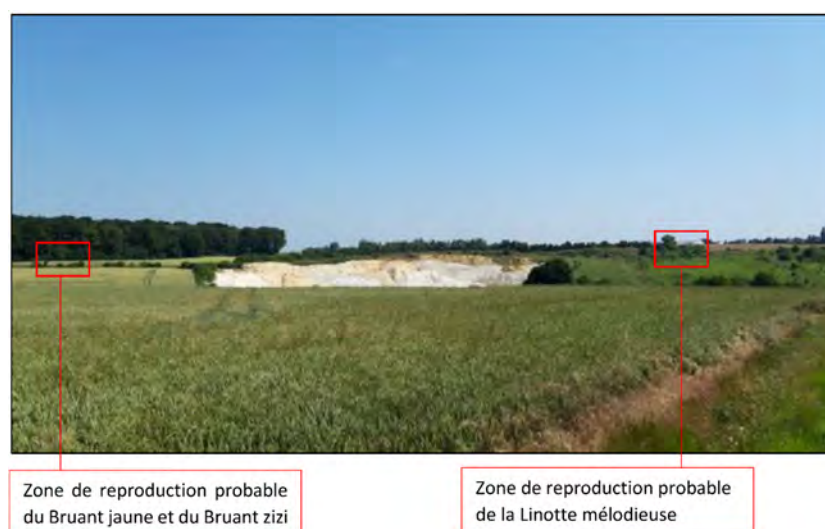 Zone de reproduction probable
du Bruant jaune et du Bruant zizi
Zone de reproduction probable
de la Linotte mélodieuse